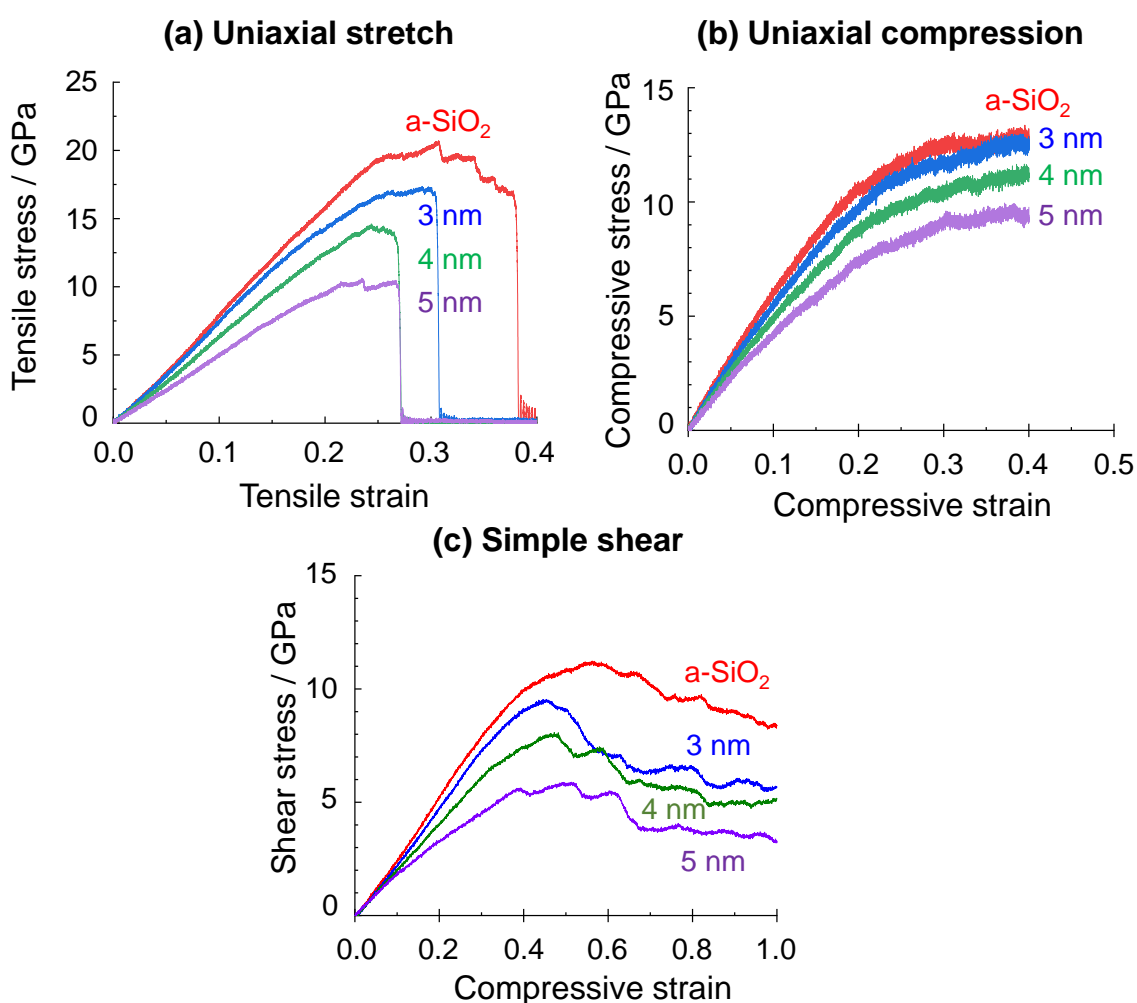 (a) Uniaxial stretch
Tensile stress / GPa
25
20
15
10
5
0
a-SiO₂
3 nm
4 nm
5 nm
0.0 0.1 0.2 0.3 0.4
Tensile strain
(b) Uniaxial compression
Compressive stress / GPa
15
10
5
0
a-SiO₂
3 nm
4 nm
5 nm
0.0 0.1 0.2 0.3 0.4 0.5
Compressive strain
(c) Simple shear
Shear stress / GPa
15
10
5
0
a-SiO₂
3 nm
4 nm
5 nm
0.0 0.2 0.4 0.6 0.8 1.0
Compressive strain